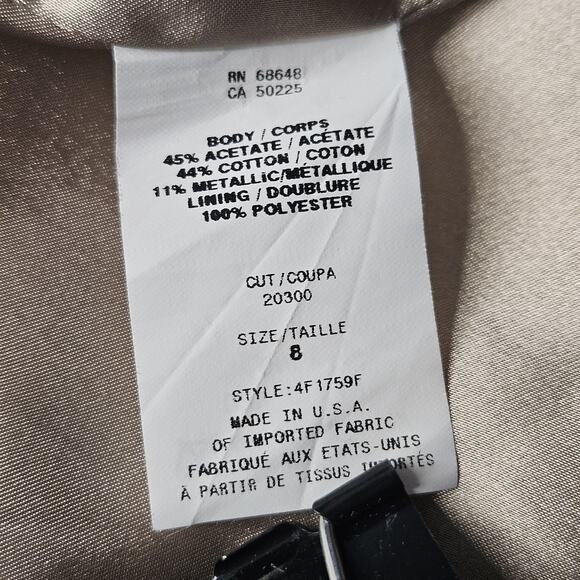 RN 68648
CA 50225
BODY / CORPS
45% ACETATE / ACÉTATE
44% COTTON / COTON
11% METALLIC/MÉTALLIQUE
LINING / DOUBLURE
100% POLYESTER
CUT/COUPA
20300
SIZE/TAILLE
8
STYLE:4F1759F
MADE IN U.S.A.
OF IMPORTED FABRIC
FABRIQUÉ AUX ETATS-UNIS
À PARTIR DE TISSUS IMPORTÉS